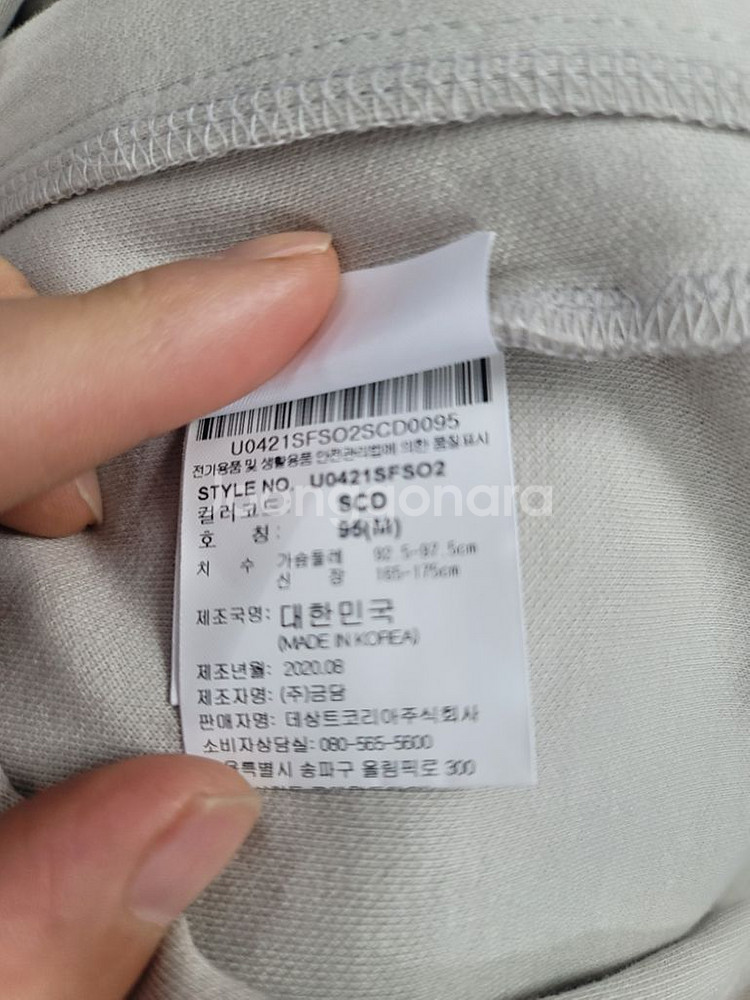 U0421SFSO2SCD0095
전기용품 및 생활용품 안전관리법에 의한 품질표시
STYLE NO. U0421SFSO2
컬러코드: SCD
호 칭: 95(M)
치 수 가슴둘레 92.5-97.5cm
신 장 165-175cm
제조국명: 대한민국
(MADE IN KOREA)
제조년월: 2020.08
제조자명: (주)금담
판매자명: 데상트코리아주식회사
소비자상담실: 080-565-5600
울특별시 송파구 올림픽로 300
joongonara